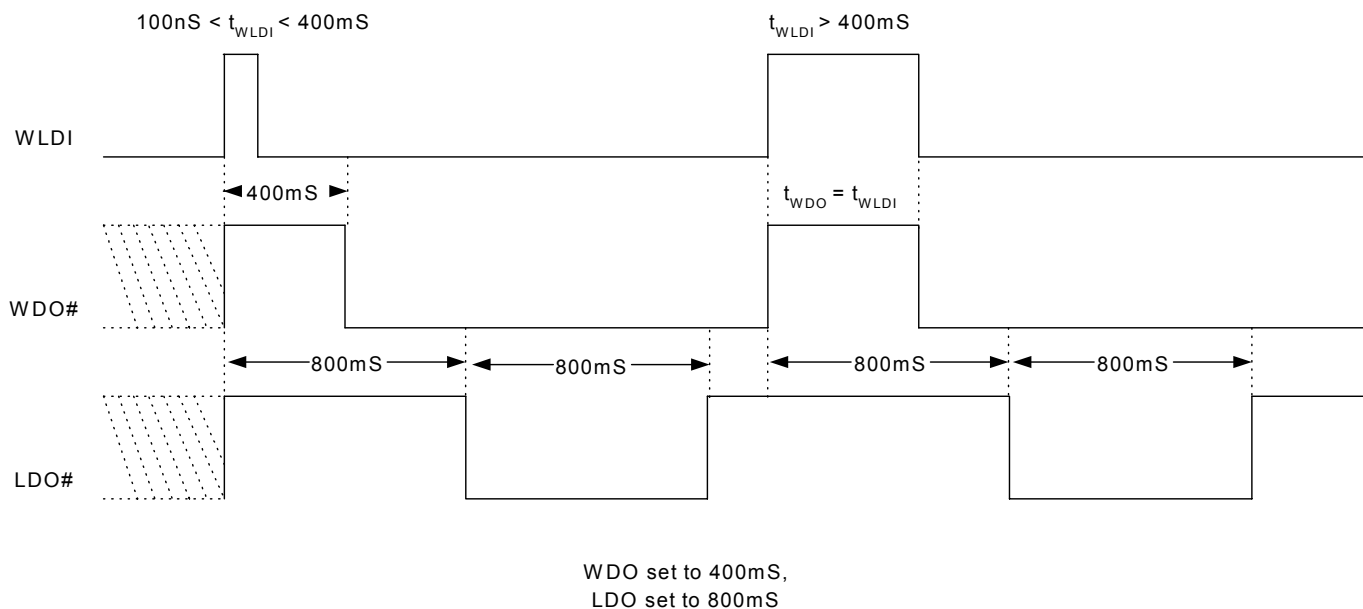 100nS < tWLDI < 400mS
tWLDI > 400mS
WLDI
400mS
tWDO = tWLDI
WDO#
800mS
800mS
800mS
800mS
LDO#
WDO set to 400mS,
LDO set to 800mS